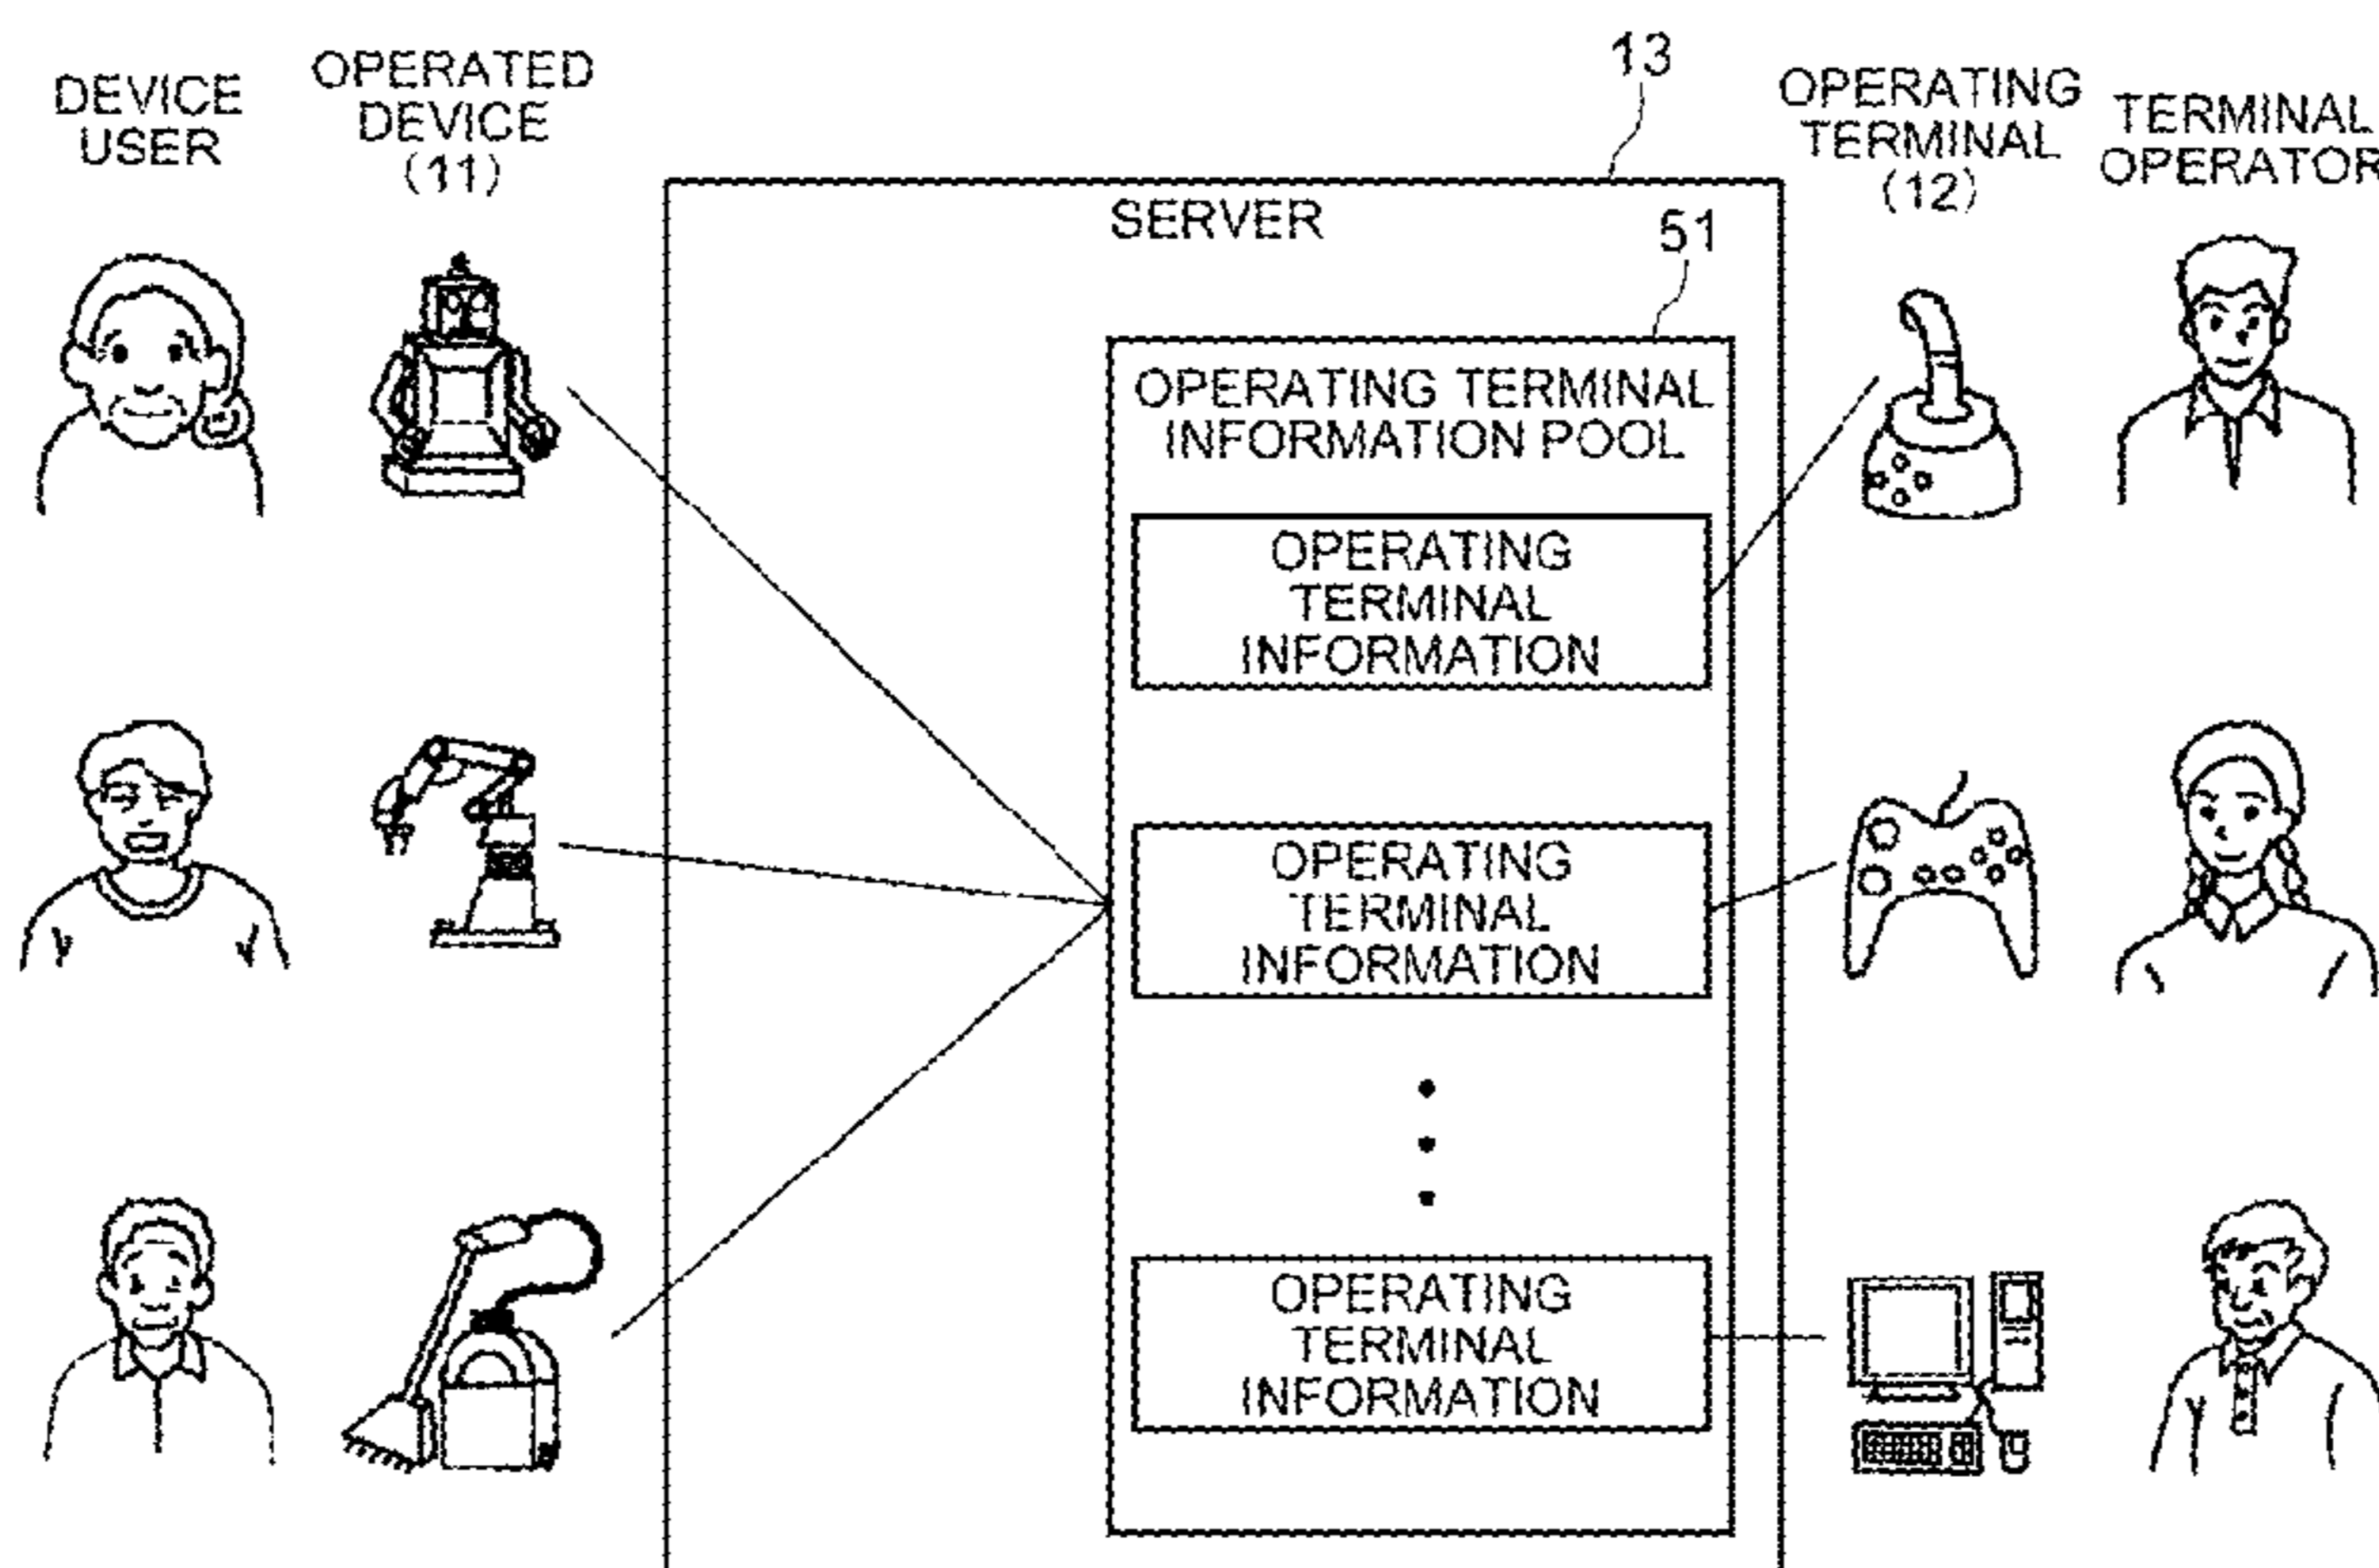 DEVICE
USER
OPERATED
DEVICE
(11)
13
OPERATING
TERMINAL
(12)
TERMINAL
OPERATOR
SERVER
51
OPERATING TERMINAL
INFORMATION POOL
OPERATING
TERMINAL
INFORMATION
OPERATING
TERMINAL
INFORMATION
OPERATING
TERMINAL
INFORMATION